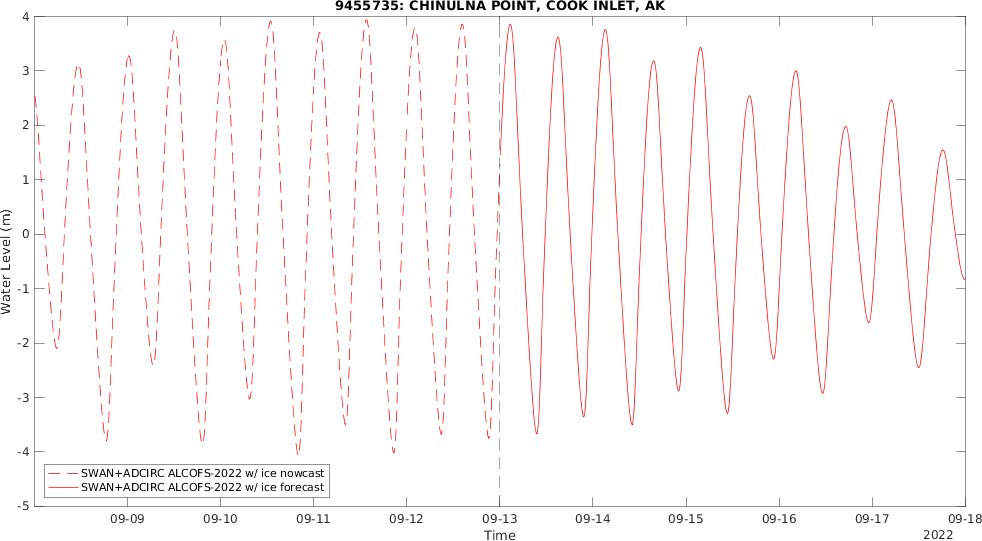 9455735: CHINULNA POINT, COOK INLET, AK
4
3
2
1
0
-1
-2
-3
-4
-5
Water Level (m)
SWAN+ADCIRC ALCOFS-2022 w/ ice nowcast
SWAN+ADCIRC ALCOFS-2022 w/ ice forecast
09-09 09-10 09-11 09-12 09-13 09-14 09-15 09-16 09-17 09-18
Time
2022